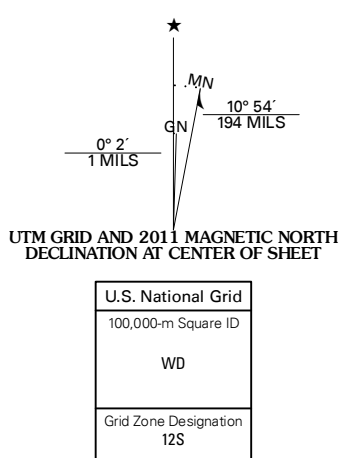 ★
MN
GN
10° 54´
194 MILS
0° 2´
1 MILS
UTM GRID AND 2011 MAGNETIC NORTH
DECLINATION AT CENTER OF SHEET
U.S. National Grid
100,000-m Square ID
WD
Grid Zone Designation
12S